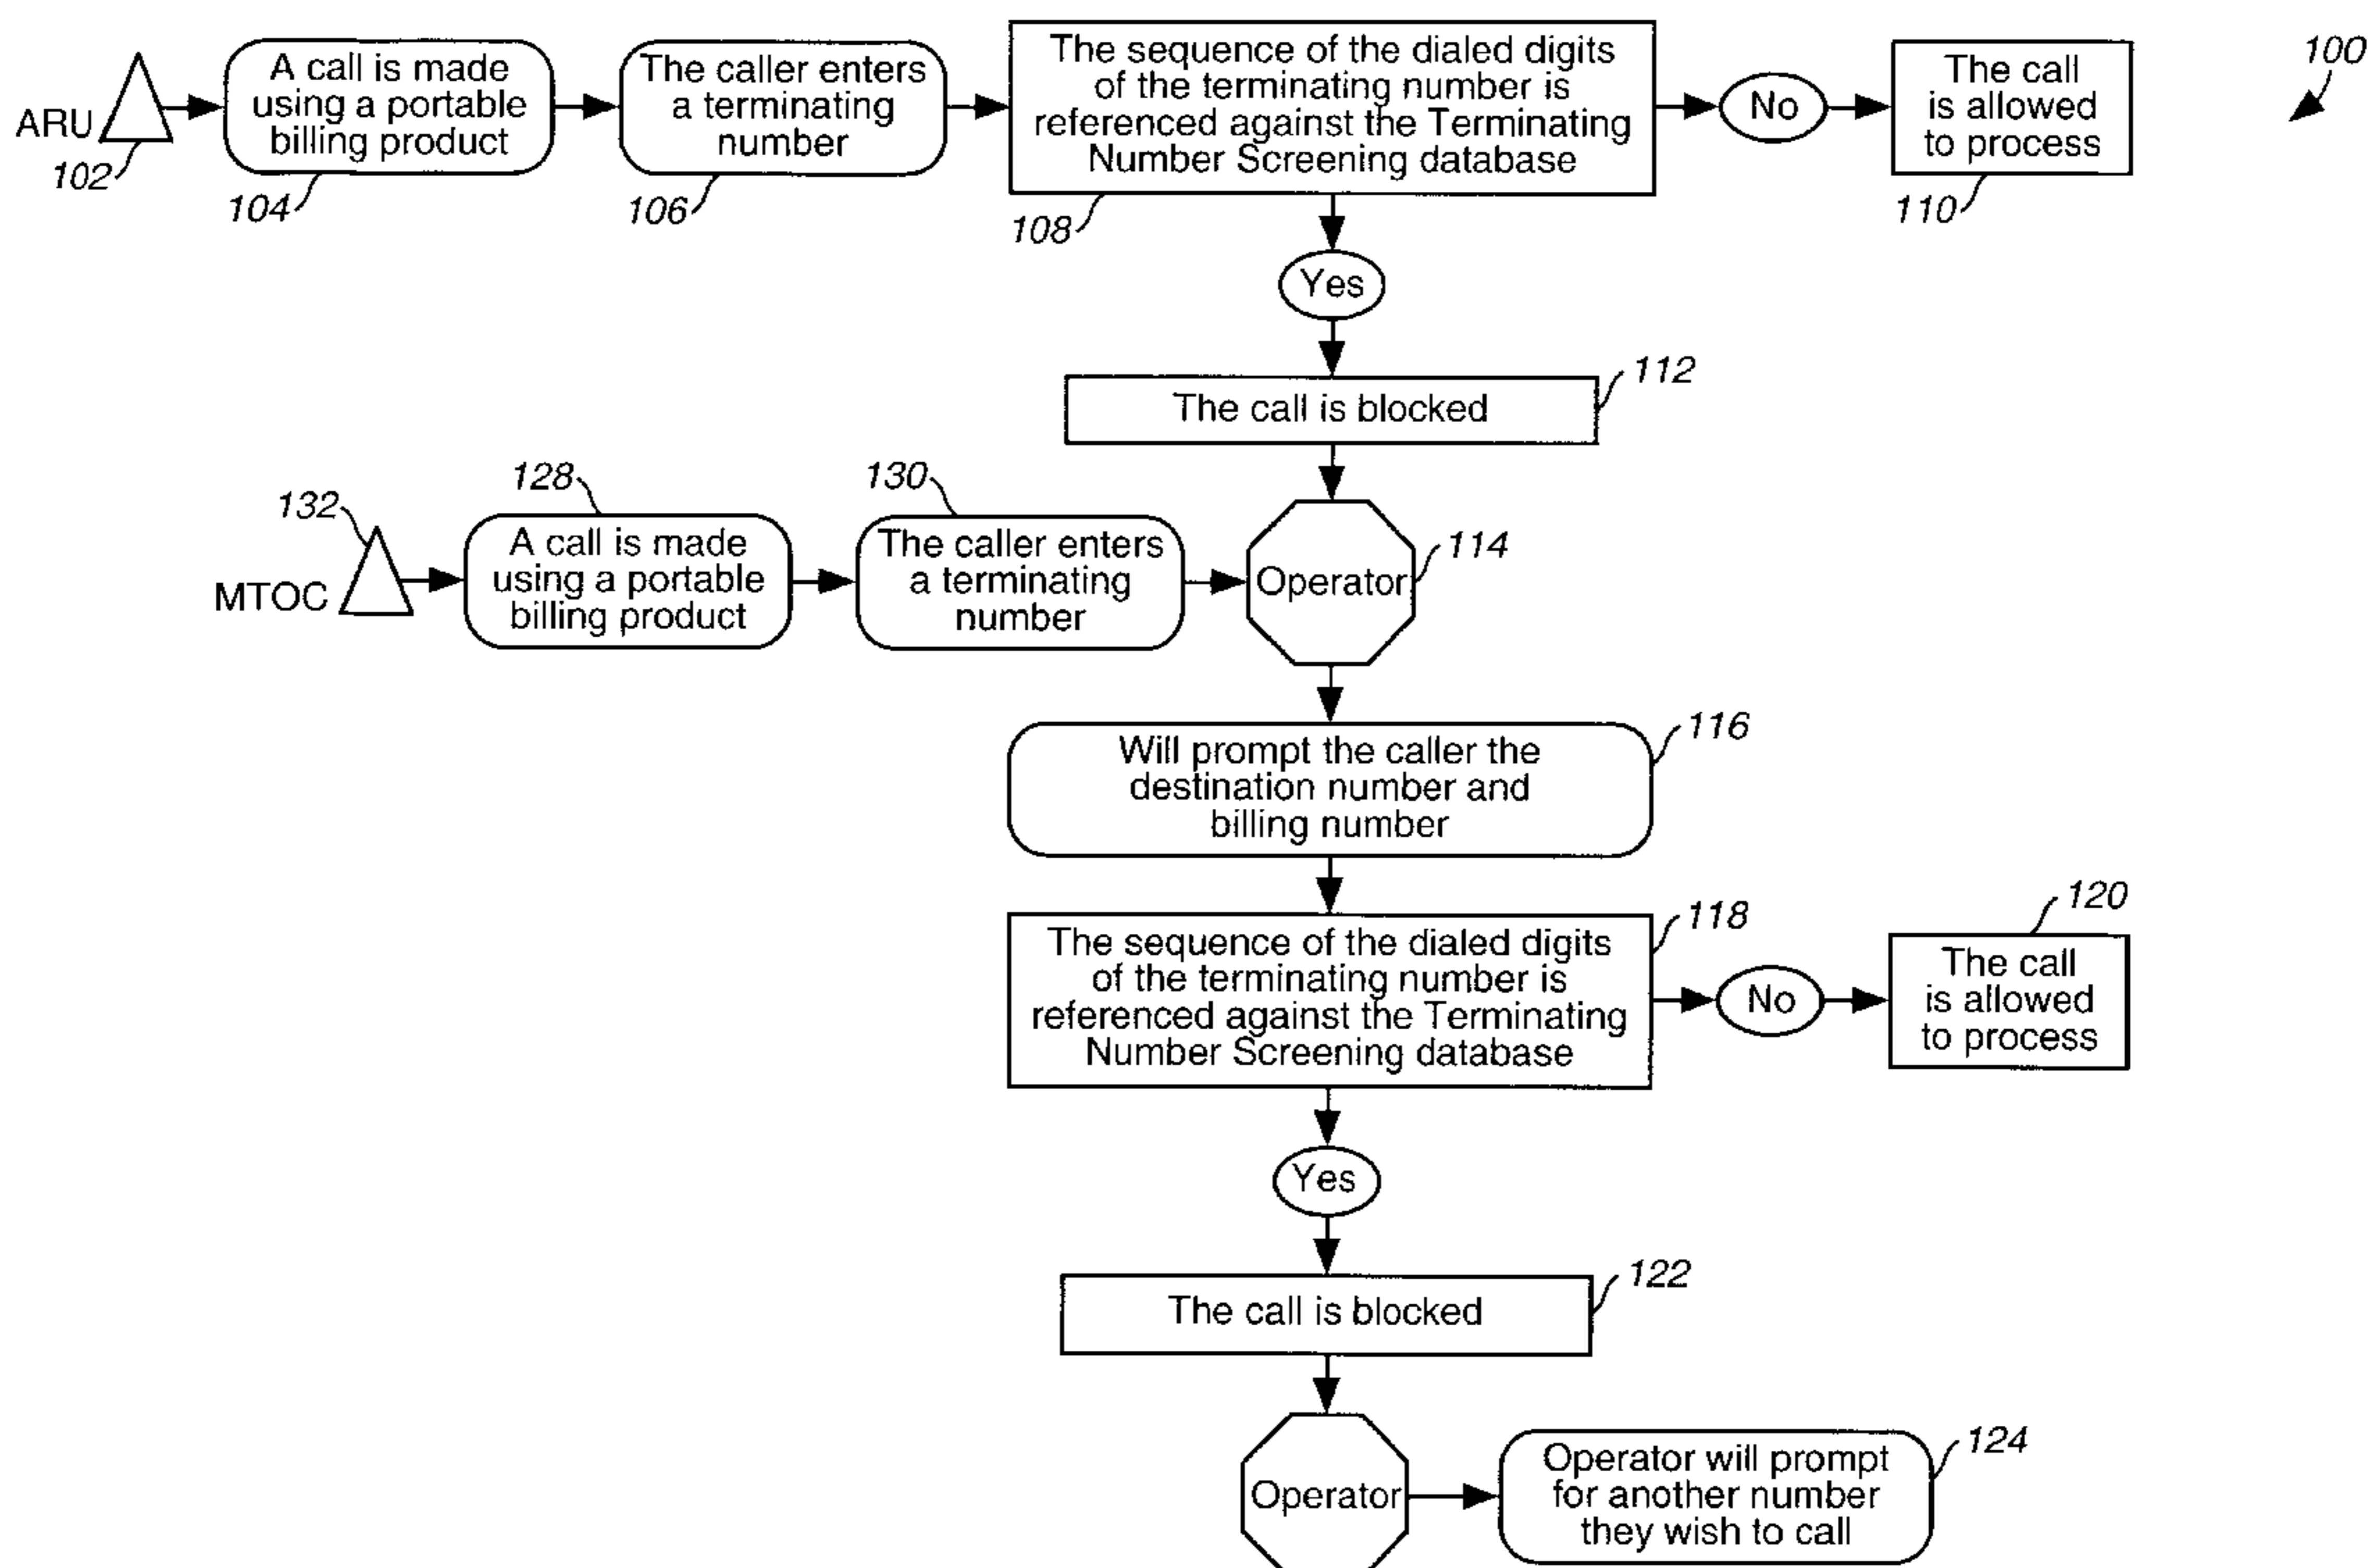 100
ARU
102
A call is made
using a portable
billing product
104
The caller enters
a terminating
number
106
The sequence of the dialed digits
of the terminating number is
referenced against the Terminating
Number Screening database
108
No
The call
is allowed
to process
110
Yes
The call is blocked
112
132
MTOC
128
A call is made
using a portable
billing product
130
The caller enters
a terminating
number
Operator
114
Will prompt the caller the
destination number and
billing number
116
The sequence of the dialed digits
of the terminating number is
referenced against the Terminating
Number Screening database
118
No
120
The call
is allowed
to process
Yes
The call is blocked
122
Operator
Operator will prompt
for another number
they wish to call
124